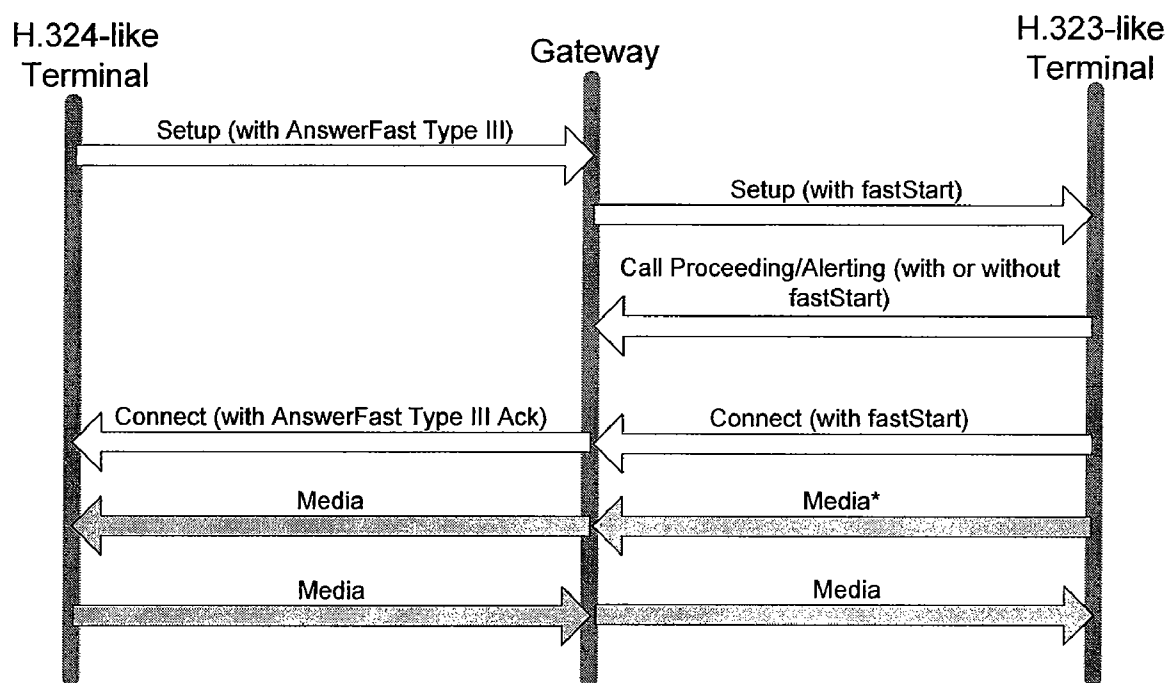 H.324-like
Terminal
Gateway
H.323-like
Terminal
Setup (with AnswerFast Type III)
Setup (with fastStart)
Call Proceeding/Alerting (with or without
fastStart)
Connect (with AnswerFast Type III Ack)
Connect (with fastStart)
Media
Media*
Media
Media